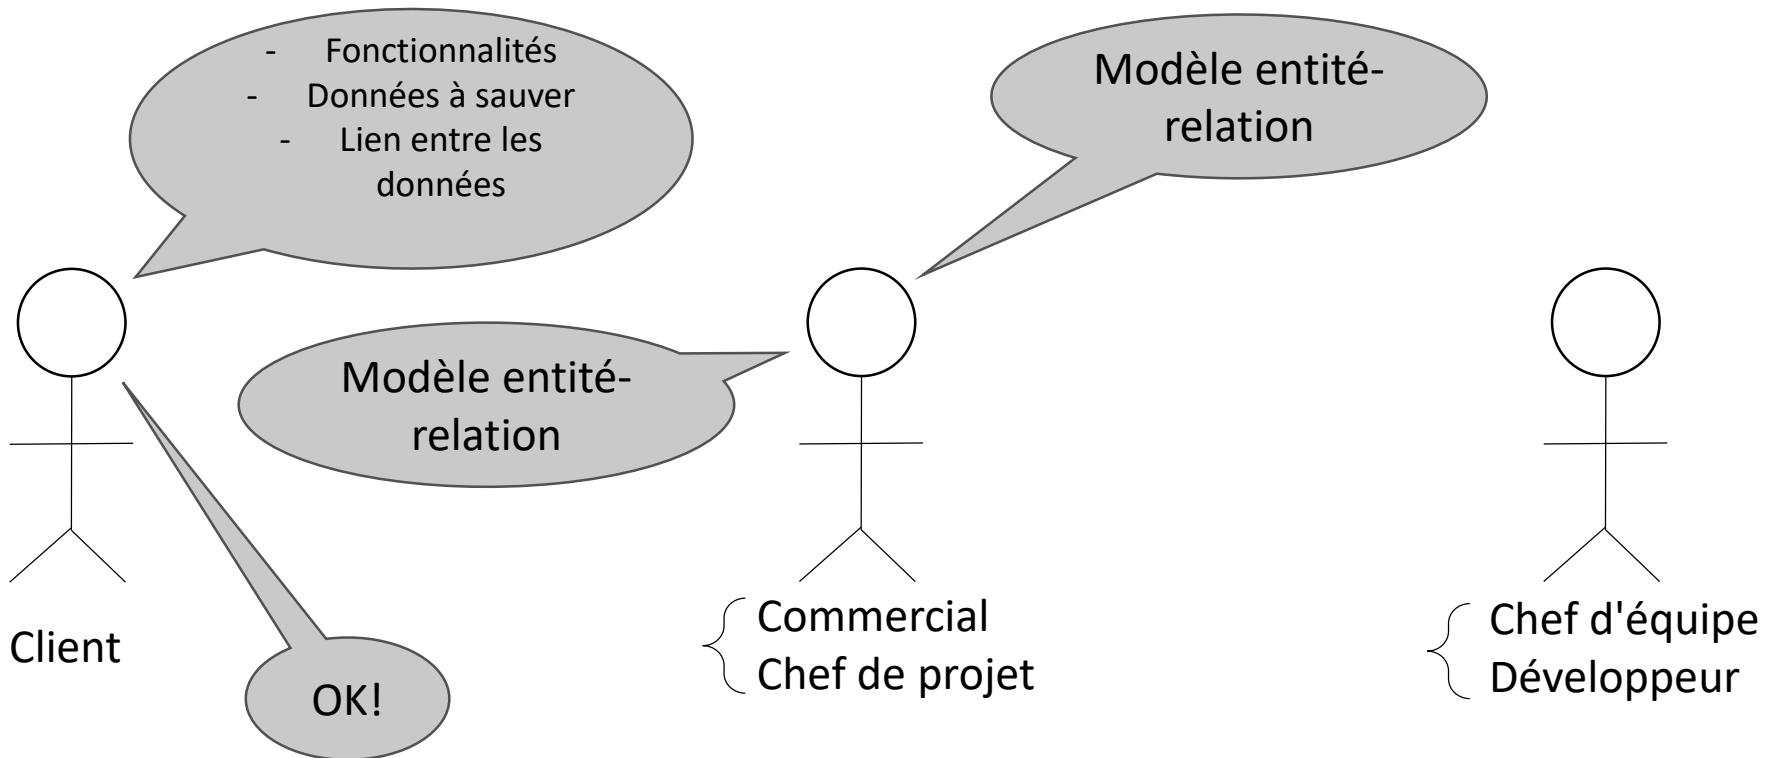 - Fonctionnalités
- Données à sauver
- Lien entre les
données
Modèle entité-
relation
Modèle entité-
relation
OK!
Client
Commercial
Chef de projet
Chef d'équipe
Développeur